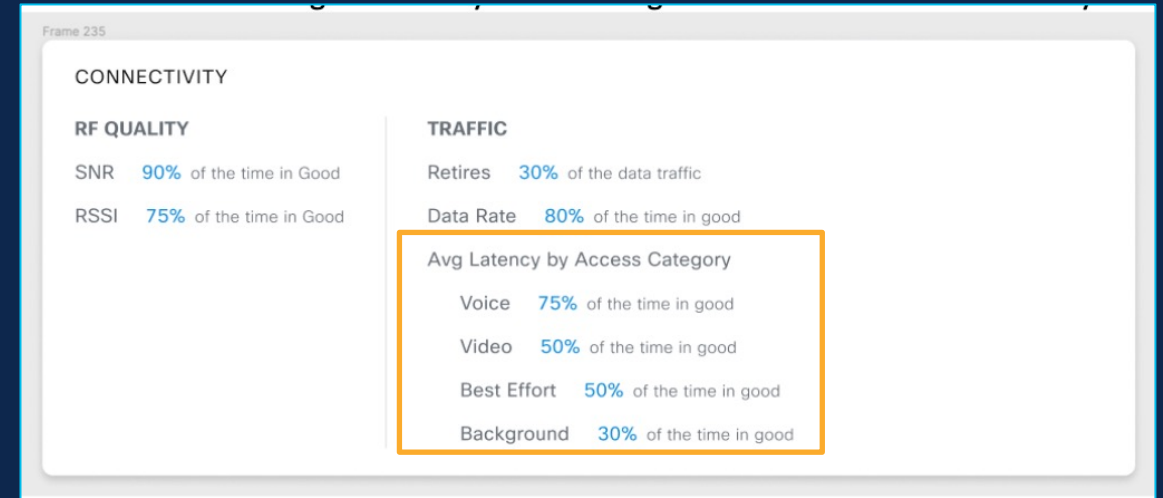 Frame 235
CONNECTIVITY
RF QUALITY
SNR 90% of the time in Good
RSSI 75% of the time in Good
TRAFFIC
Retires 30% of the data traffic
Data Rate 80% of the time in good
Avg Latency by Access Category
Voice 75% of the time in good
Video 50% of the time in good
Best Effort 50% of the time in good
Background 30% of the time in good